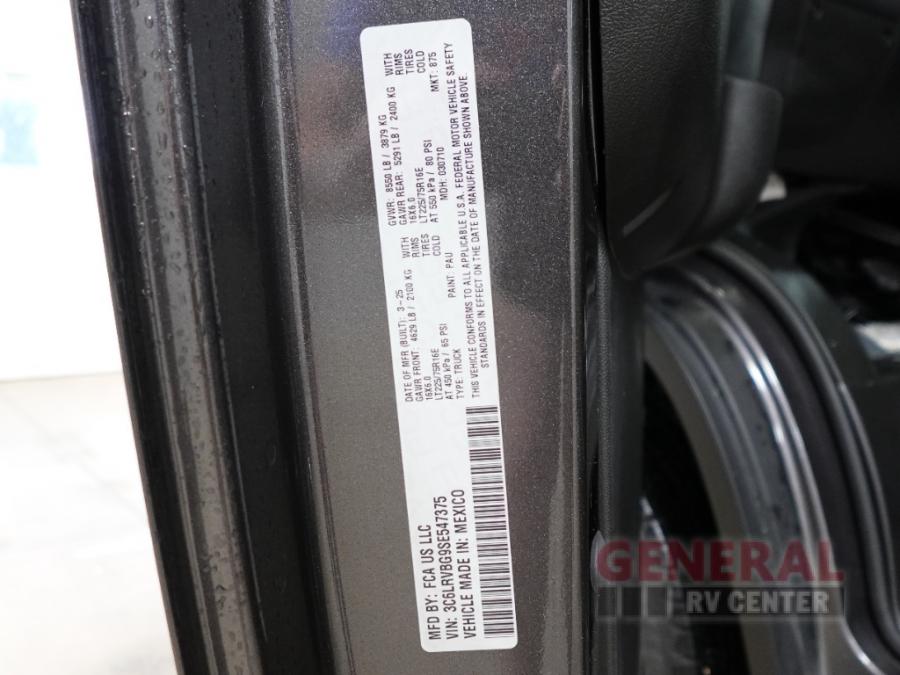 MFD BY: FCA US LLC
DATE OF MFR (BUILT): 3-25
GVWR: 8550 LB / 3879 KG
GAWR FRONT: 4629 LB / 2100 KG WITH
GAWR REAR: 5291 LB / 2400 KG WITH
16X6.0 RIMS
16X6.0 RIMS
LT225/75R16E TIRES
LT225/75R16E TIRES
AT 450 kPa / 65 PSI COLD
AT 550 kPa / 80 PSI COLD
VIN: 3C6LRVBG9SE547375
TYPE: TRUCK PAINT: PAU MDH: 030710 MKT: 875
VEHICLE MADE IN: MEXICO
THIS VEHICLE CONFORMS TO ALL APPLICABLE U.S.A. FEDERAL MOTOR VEHICLE SAFETY
STANDARDS IN EFFECT ON THE DATE OF MANUFACTURE SHOWN ABOVE.
GENERAL
RV CENTER